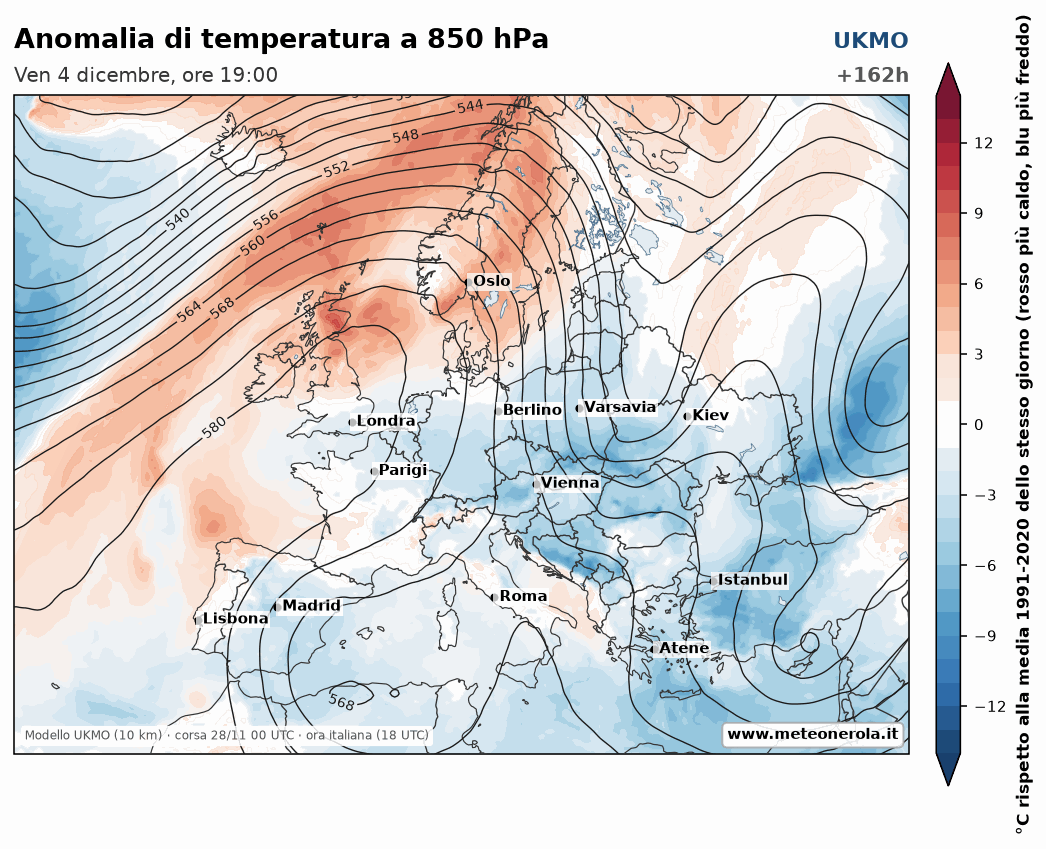 Anomalia di temperatura a 850 hPa
UKMO
Ven 4 dicembre, ore 19:00
+162h
544
548
552
556
540
560
564
568
580
568
Oslo
Londra
Berlino
Varsavia
Kiev
Parigi
Vienna
Istanbul
Roma
Madrid
Lisbona
Atene
Modello UKMO (10 km) · corsa 28/11 00 UTC · ora italiana (18 UTC)
www.meteonerola.it
12
9
6
3
0
−3
−6
−9
−12
°C rispetto alla media 1991-2020 dello stesso giorno (rosso più caldo, blu più freddo)